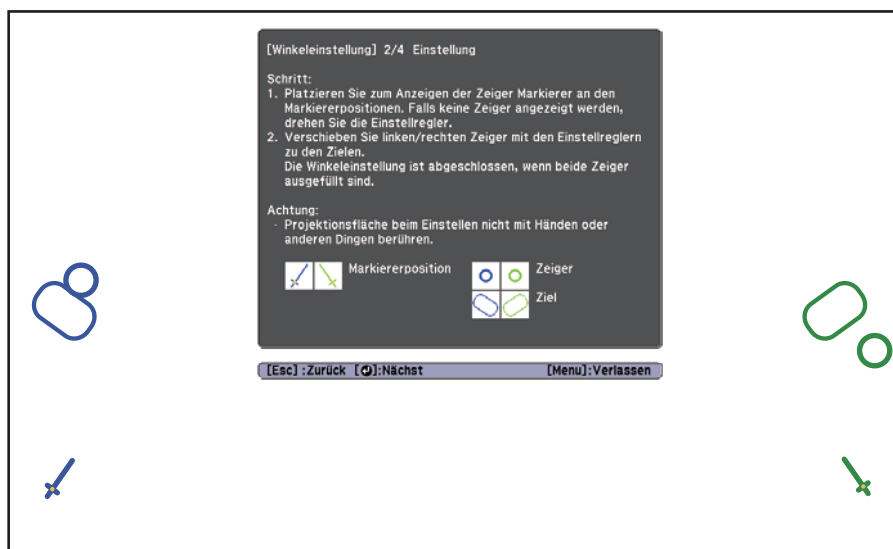 [Winkeleinstellung] 2/4 Einstellung
Schritt:
1. Platzieren Sie zum Anzeigen der Zeiger Markierer an den
Markiererpositionen. Falls keine Zeiger angezeigt werden,
drehen Sie die Einstellregler.
2. Verschieben Sie linken/rechten Zeiger mit den Einstellreglern
zu den Zielen.
Die Winkeleinstellung ist abgeschlossen, wenn beide Zeiger
ausgefüllt sind.
Achtung:
· Projektionsfläche beim Einstellen nicht mit Händen oder
anderen Dingen berühren.
Markiererposition
Zeiger
Ziel
[Esc] :Zurück [↵]:Nächst [Menu]:Verlassen